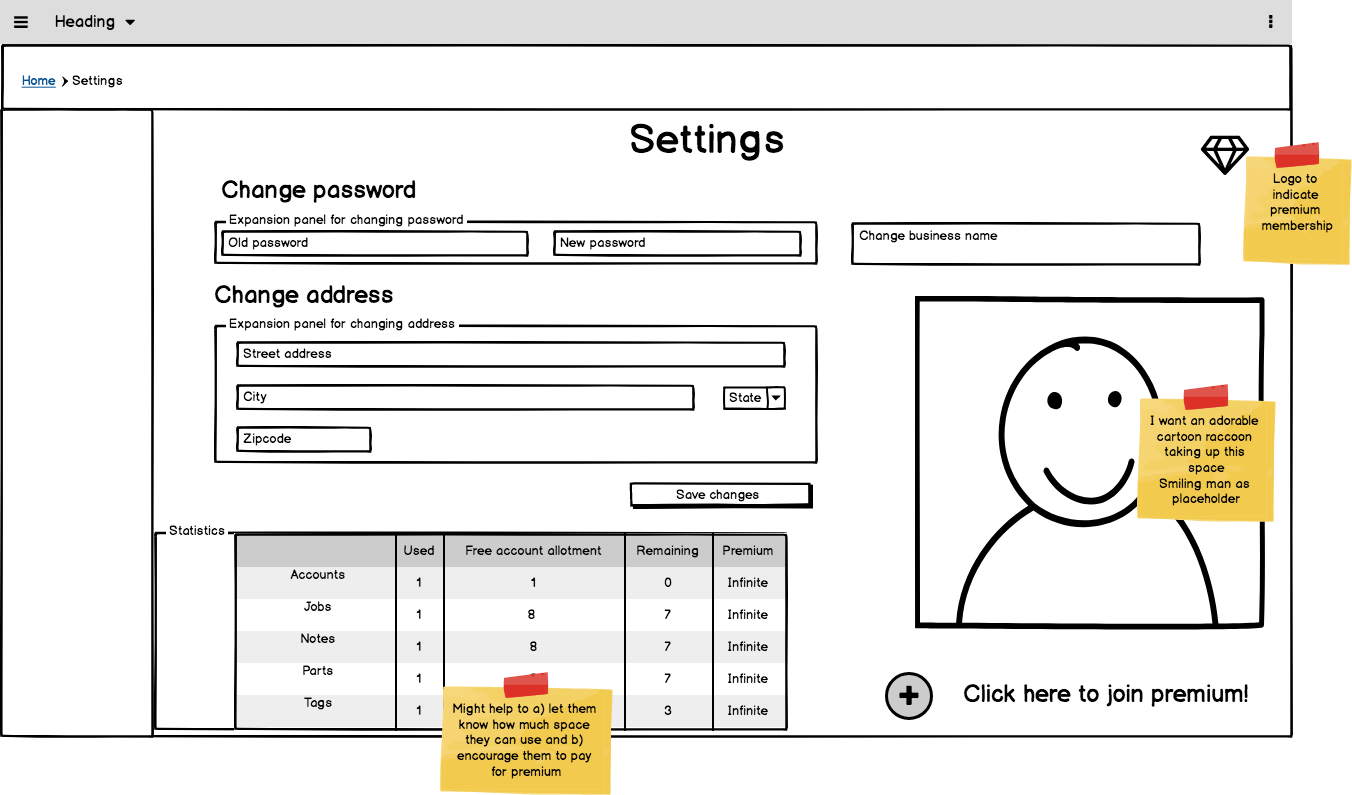 Heading
Home
Settings
Settings
Logo to
indicate
premium
membership
Change password
Expansion panel for changing password
Old password
New password
Change business name
Change address
Expansion panel for changing address
Street address
City
State
Zipcode
I want an adorable
cartoon raccoon
taking up this
space
Smiling man as
placeholder
Save changes
Statistics
Used Free account allotment Remaining Premium
Accounts 1 1 0 Infinite
Jobs 1 8 7 Infinite
Notes 1 8 7 Infinite
Parts 1 7 Infinite
Tags 1 3 Infinite
Might help to a) let them
know how much space
they can use and b)
encourage them to pay
for premium
Click here to join premium!